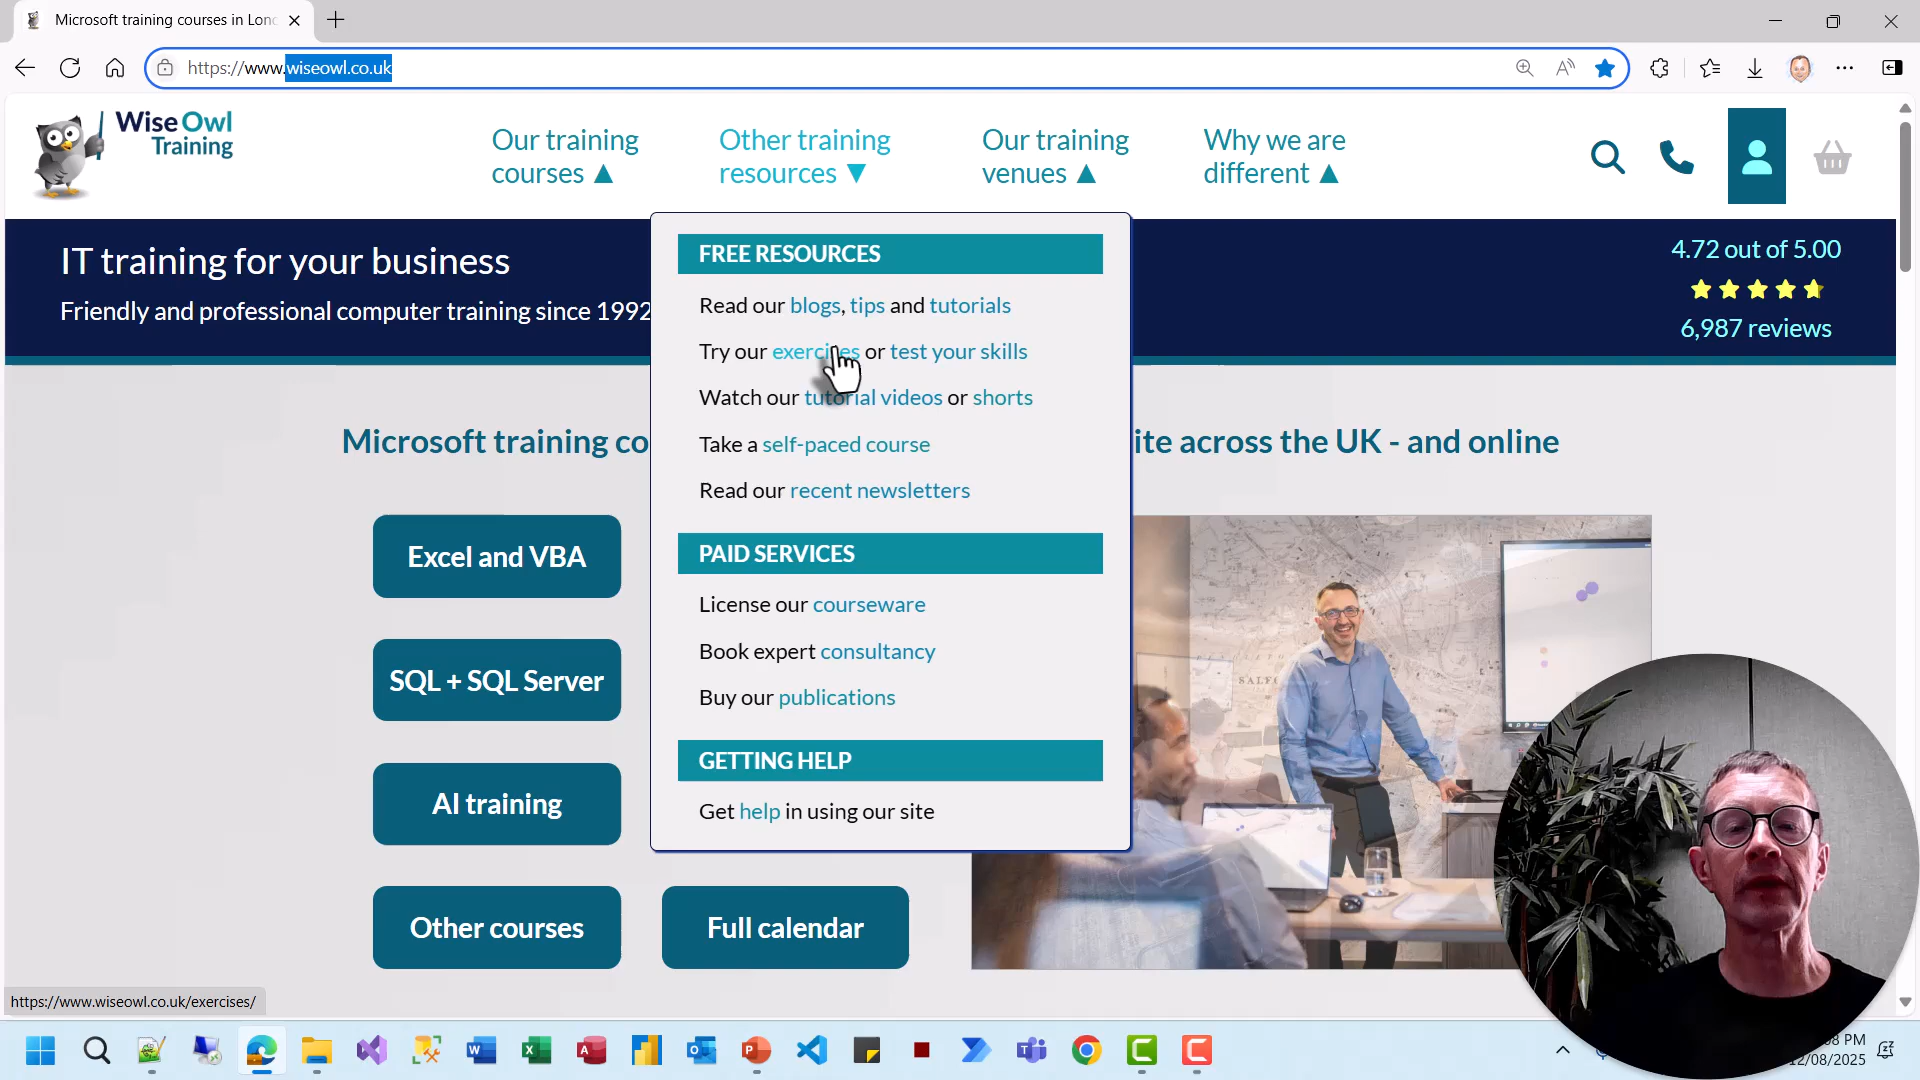 Microsoft training courses in Lon
https://www.wiseowl.co.uk
Wise Owl
Training
Our training
courses ▲
Other training
resources ▼
Our training
venues ▲
Why we are
different ▲
IT training for your business
Friendly and professional computer training since 1992
4.72 out of 5.00
6,987 reviews
FREE RESOURCES
Read our blogs, tips and tutorials
Try our exercises or test your skills
Watch our tutorial videos or shorts
Take a self-paced course
Read our recent newsletters
PAID SERVICES
License our courseware
Book expert consultancy
Buy our publications
GETTING HELP
Get help in using our site
Microsoft training co
ite across the UK - and online
Excel and VBA
SQL + SQL Server
AI training
Other courses
Full calendar
SALF
https://www.wiseowl.co.uk/exercises/
08 PM
12/08/2025